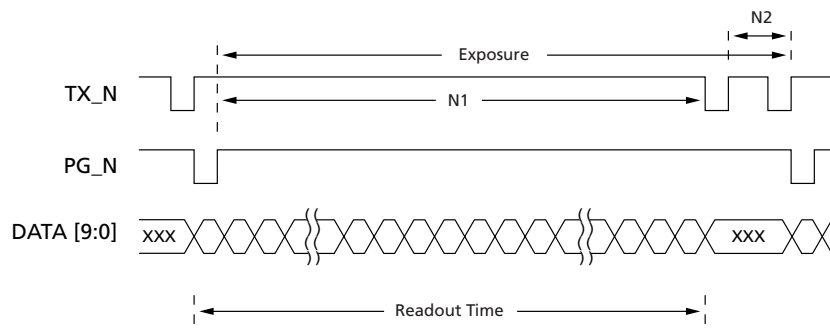 N2
Exposure
TX_N
N1
PG_N
DATA [9:0]
XXX
XXX
Readout Time